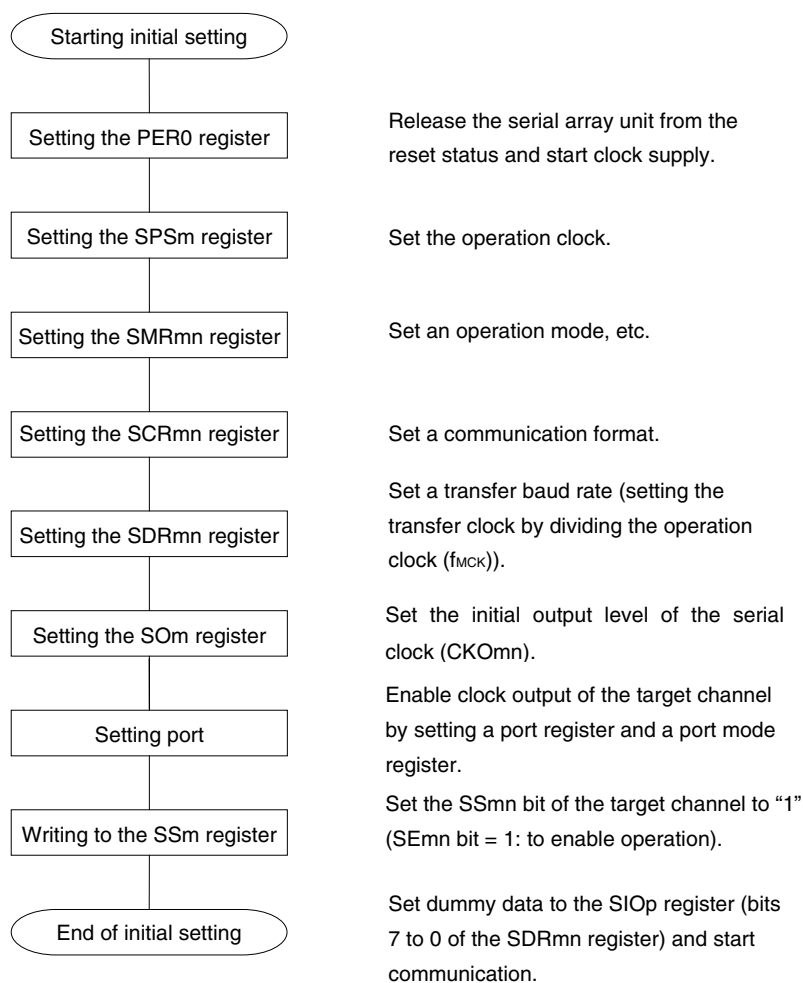 Starting initial setting
Setting the PER0 register
Release the serial array unit from the
reset status and start clock supply.
Setting the SPSm register
Set the operation clock.
Setting the SMRmn register
Set an operation mode, etc.
Setting the SCRmn register
Set a communication format.
Setting the SDRmn register
Set a transfer baud rate (setting the
transfer clock by dividing the operation
clock (fMCK)).
Setting the SOm register
Set the initial output level of the serial
clock (CKOmn).
Setting port
Enable clock output of the target channel
by setting a port register and a port mode
register.
Writing to the SSm register
Set the SSmn bit of the target channel to “1”
(SEmn bit = 1: to enable operation).
End of initial setting
Set dummy data to the SIOp register (bits
7 to 0 of the SDRmn register) and start
communication.